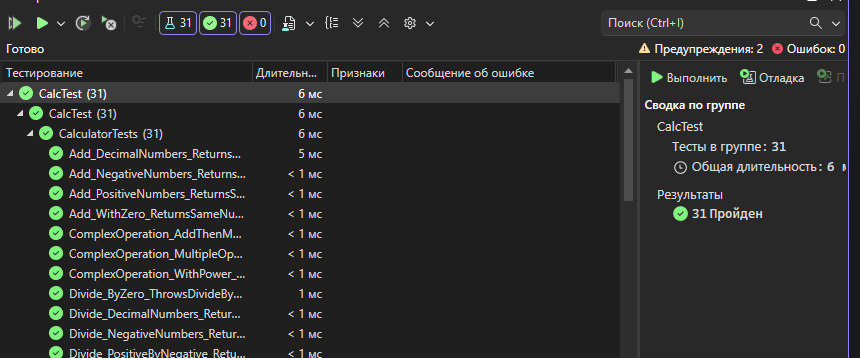 31 31 0 Поиск (Ctrl+I)
Готово Предупреждения: 2 Ошибок: 0
Тестирование Длительн... Признаки Сообщение об ошибке
Выполнить Отладка П
CalcTest (31) 6 мс
Сводка по группе
CalcTest (31) 6 мс
CalcTest
CalculatorTests (31) 6 мс
Тесты в группе: 31
Add_DecimalNumbers_Returns... 5 мс
Общая длительность: 6 м
Add_NegativeNumbers_Returns... < 1 мс
Add_PositiveNumbers_ReturnsS... < 1 мс
Результаты
Add_WithZero_ReturnsSameNu... < 1 мс
31 Пройден
ComplexOperation_AddThenM... < 1 мс
ComplexOperation_MultipleOp... < 1 мс
ComplexOperation_WithPower_... < 1 мс
Divide_ByZero_ThrowsDivideBy... 1 мс
Divide_DecimalNumbers_Retur... < 1 мс
Divide_NegativeNumbers_Retur... < 1 мс
Divide_PositiveByNegative_Retu... < 1 мс